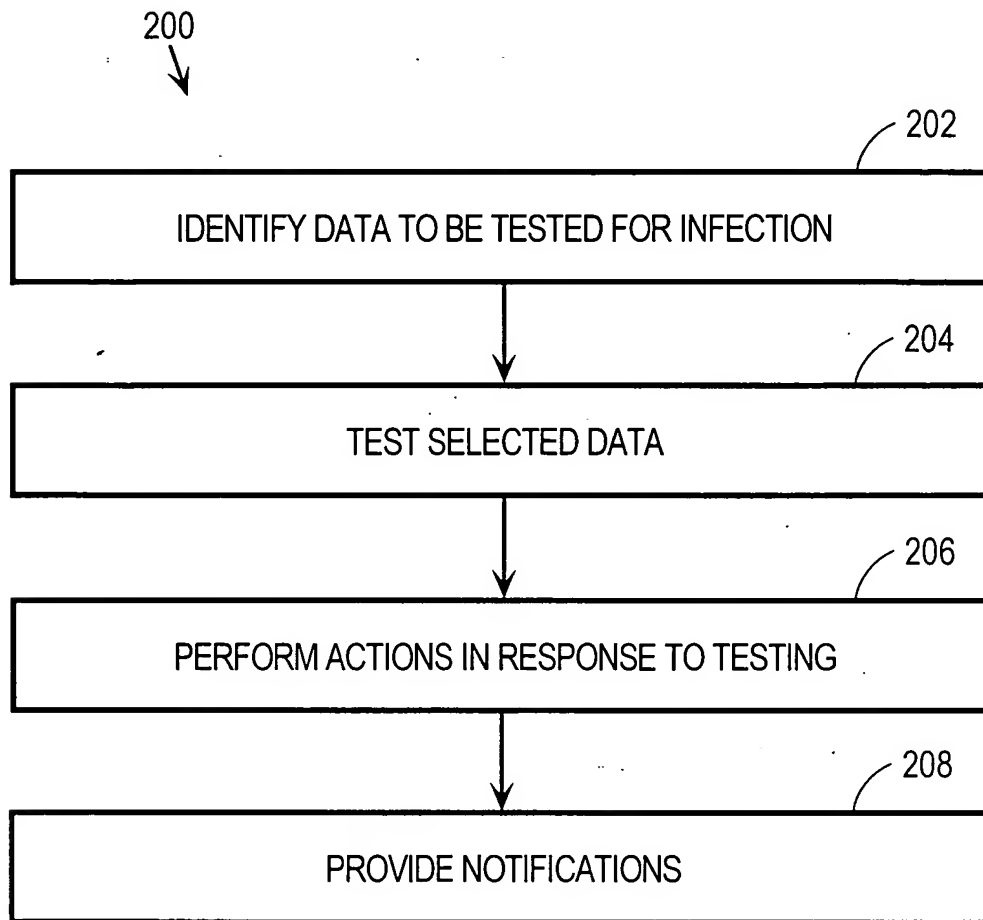 200
202
IDENTIFY DATA TO BE TESTED FOR INFECTION
204
TEST SELECTED DATA
206
PERFORM ACTIONS IN RESPONSE TO TESTING
208
PROVIDE NOTIFICATIONS